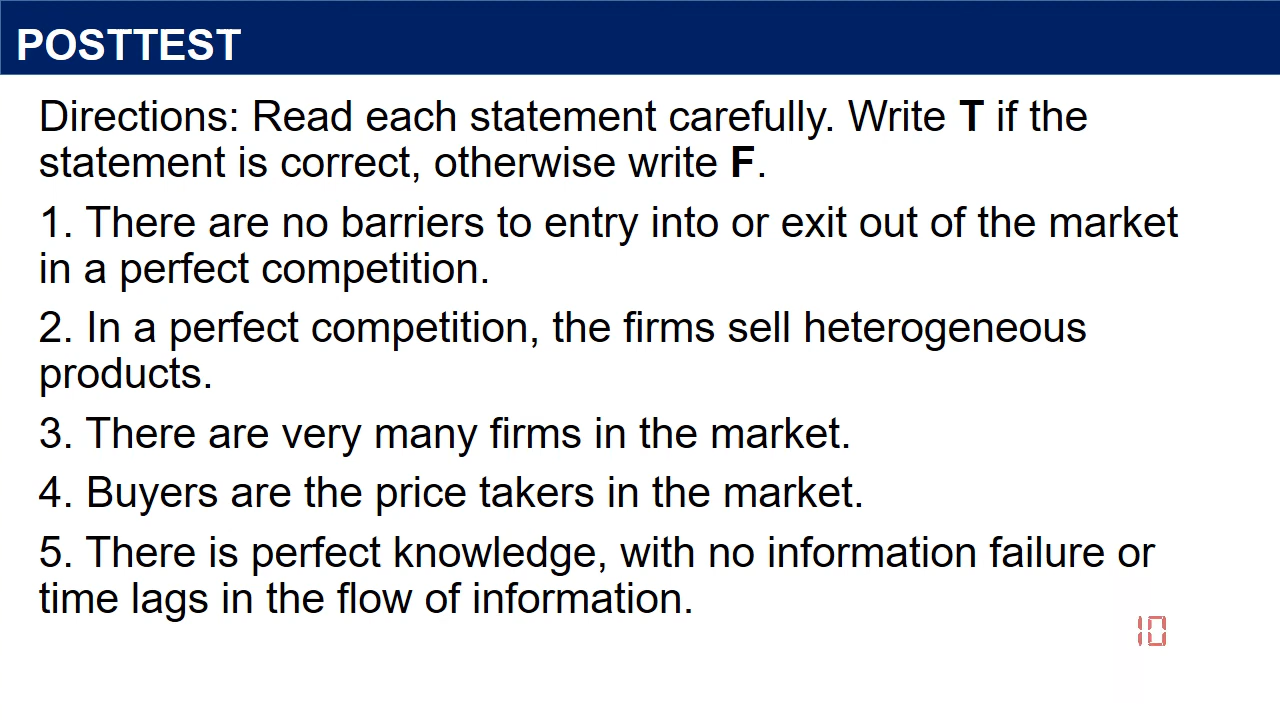 POSTTEST
Directions: Read each statement carefully. Write T if the
statement is correct, otherwise write F.
1. There are no barriers to entry into or exit out of the market
in a perfect competition.
2. In a perfect competition, the firms sell heterogeneous
products.
3. There are very many firms in the market.
4. Buyers are the price takers in the market.
5. There is perfect knowledge, with no information failure or
time lags in the flow of information.
10